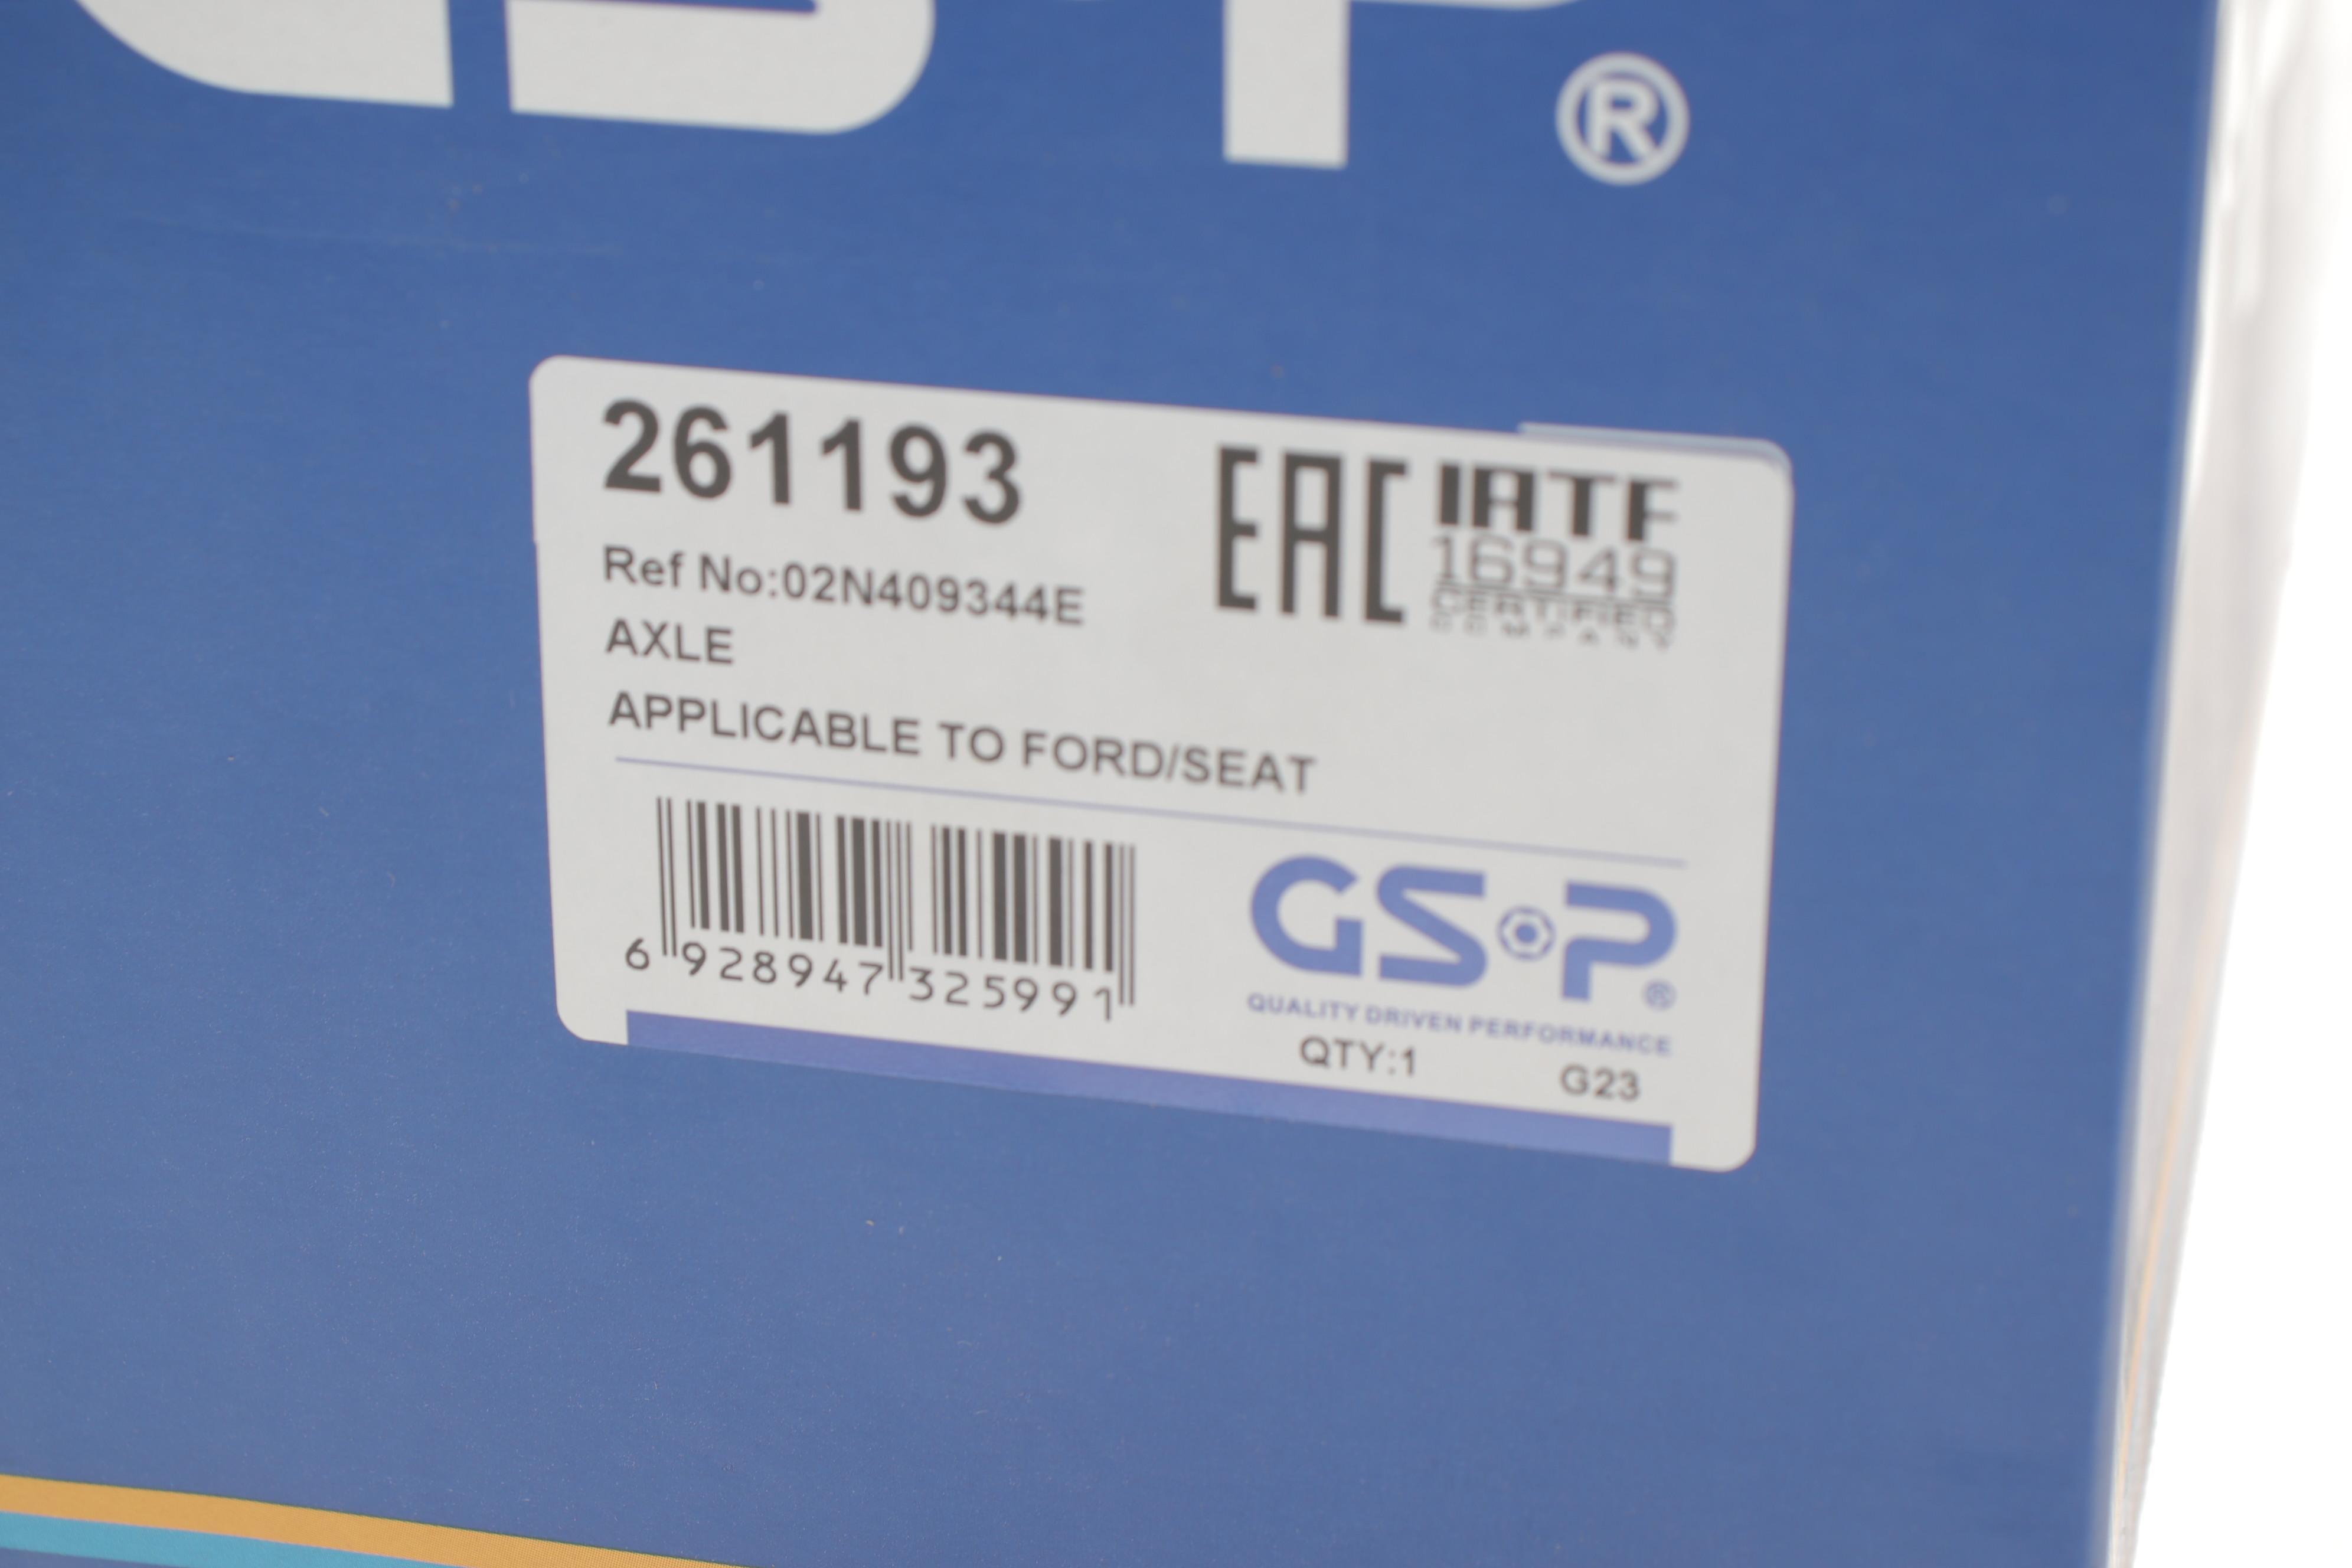 GS P®
261193
EAC
IATF
16949
CERTIFIED
COMPANY
Ref No:02N409344E
AXLE
APPLICABLE TO FORD/SEAT
6 928947 325991
GSP®
QUALITY DRIVEN PERFORMANCE
QTY:1 G23